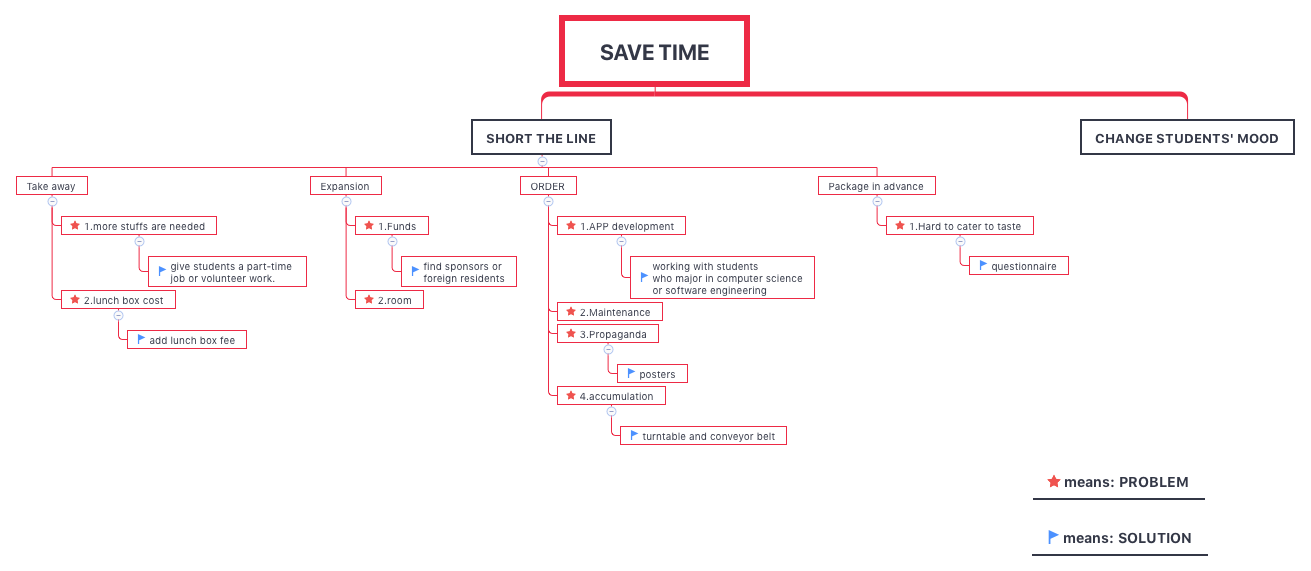 SAVE TIME
SHORT THE LINE
CHANGE STUDENTS' MOOD
Take away
1.more stuffs are needed
give students a part-time
job or volunteer work.
2.lunch box cost
add lunch box fee
Expansion
1.Funds
find sponsors or
foreign residents
2.room
ORDER
1.APP development
working with students
who major in computer science
or software engineering
2.Maintenance
3.Propaganda
posters
4.accumulation
turntable and conveyor belt
Package in advance
1.Hard to cater to taste
questionnaire
means: PROBLEM
means: SOLUTION